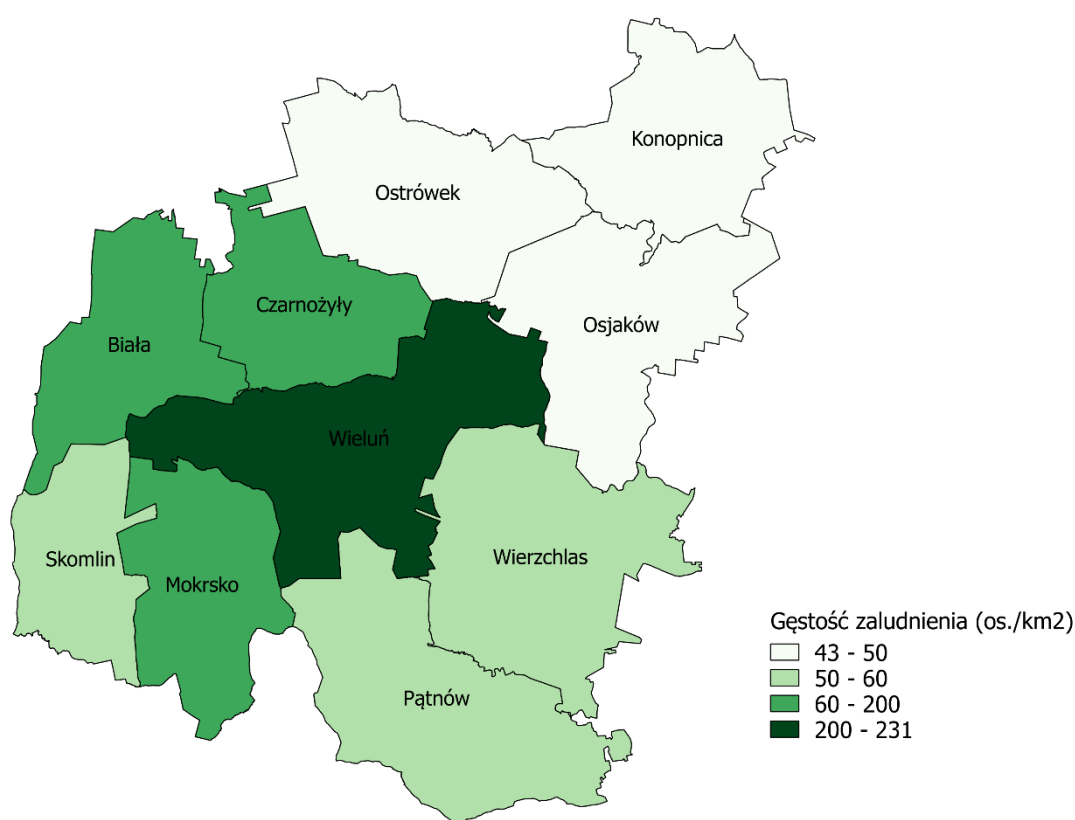 Konopnica
Ostrówek
Czarnożyły
Osjaków
Biała
Wieluń
Skomlin
Wierzchlas
Mokrsko
Pątnów
Gęstość zaludnienia (os./km2)
43 - 50
50 - 60
60 - 200
200 - 231